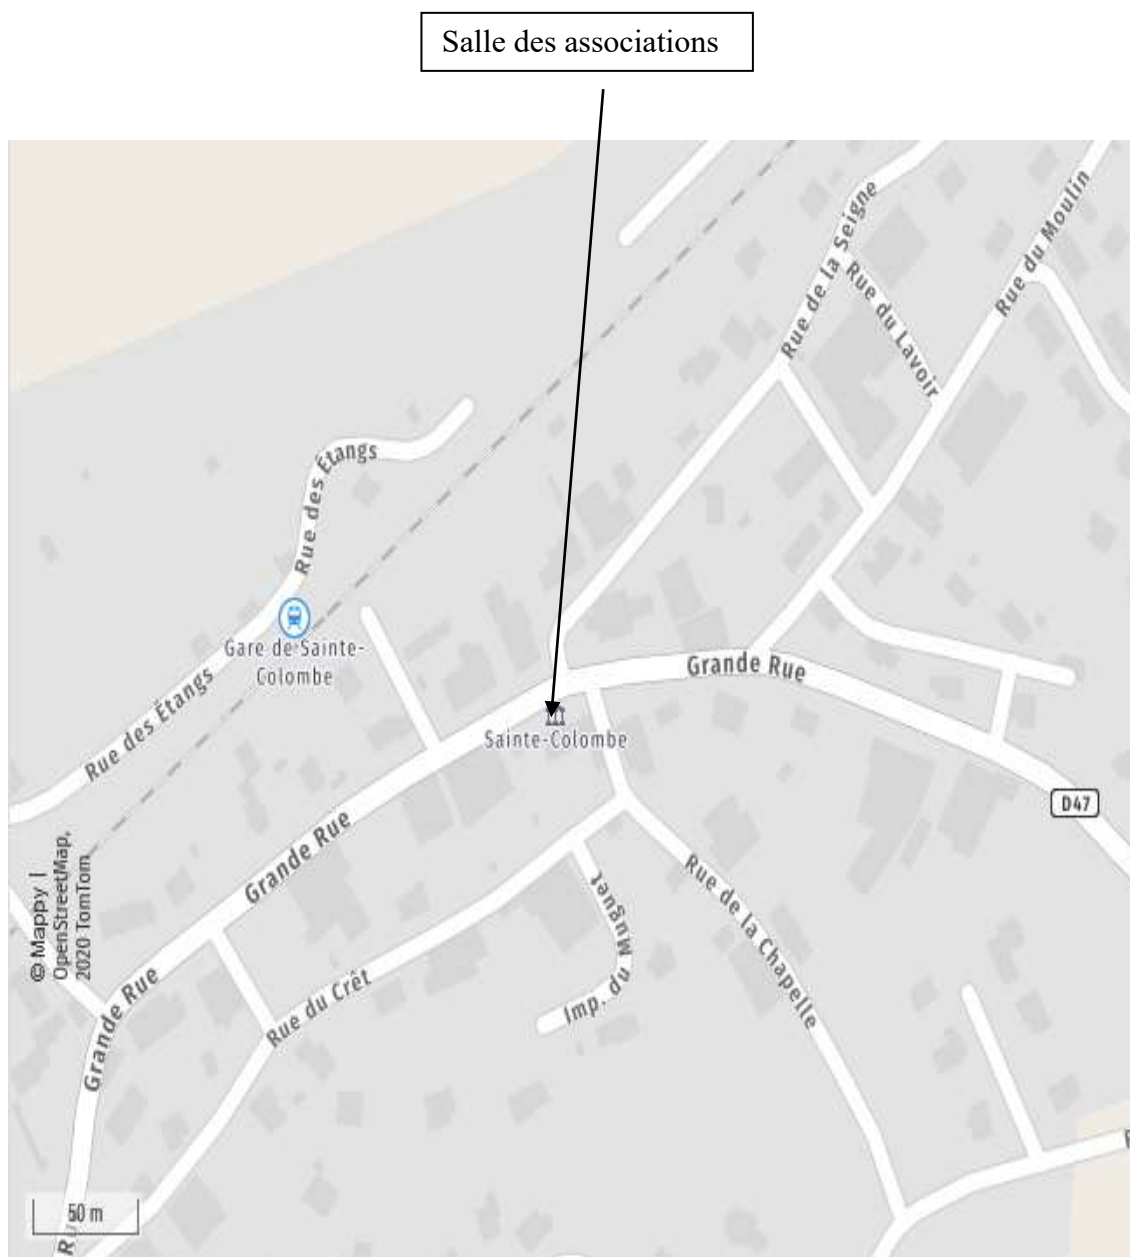 Salle des associations
Rue de la Seigne
Rue du Moulin
Rue du Lavoir
Rue des Étangs
Gare de Sainte-
Colombe
Rue des Étangs
Grande Rue
Sainte-Colombe
D47
Grande Rue
Rue de la Chapelle
Imp. du Muguet
© Mappy |
OpenStreetMap,
2020 TomTom
Grande Rue
Rue du Crêt
50 m